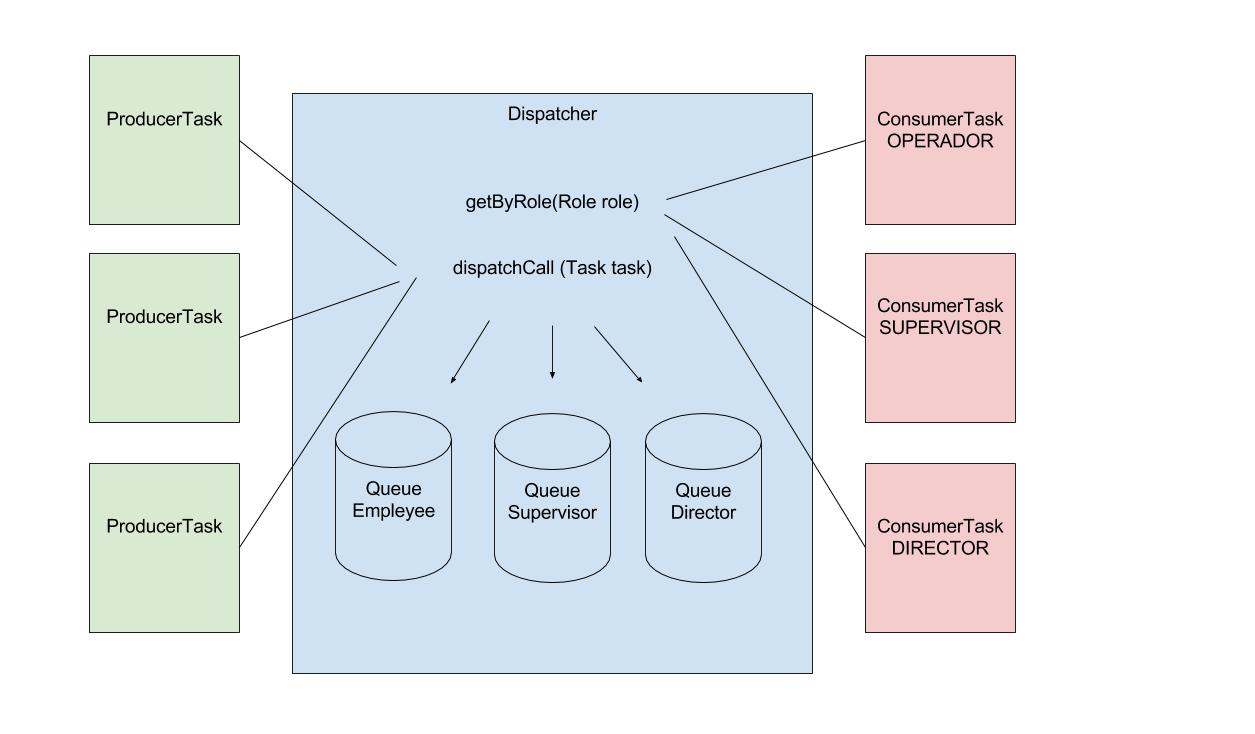 ProducerTask
ProducerTask
ProducerTask
Dispatcher
getByRole(Role role)
dispatchCall (Task task)
Queue
Empleyee
Queue
Supervisor
Queue
Director
ConsumerTask
OPERADOR
ConsumerTask
SUPERVISOR
ConsumerTask
DIRECTOR